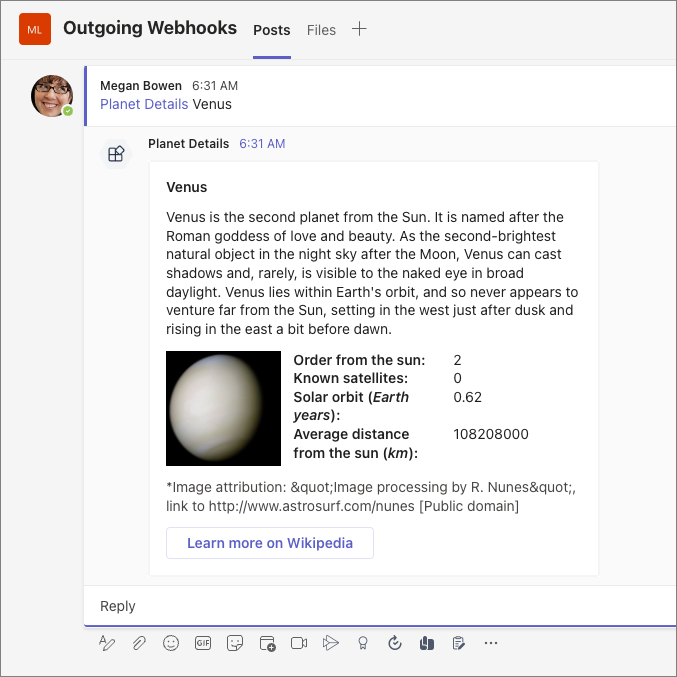 ML
Outgoing Webhooks Posts Files
Megan Bowen 6:31 AM
Planet Details Venus
Planet Details 6:31 AM
Venus
Venus is the second planet from the Sun. It is named after the
Roman goddess of love and beauty. As the second-brightest
natural object in the night sky after the Moon, Venus can cast
shadows and, rarely, is visible to the naked eye in broad
daylight. Venus lies within Earth's orbit, and so never appears to
venture far from the Sun, setting in the west just after dusk and
rising in the east a bit before dawn.
Order from the sun: 2
Known satellites: 0
Solar orbit (Earth 0.62
years):
Average distance 108208000
from the sun (km):
*Image attribution: &quot;Image processing by R. Nunes&quot;,
link to http://www.astrosurf.com/nunes [Public domain]
Learn more on Wikipedia
Reply
GIF